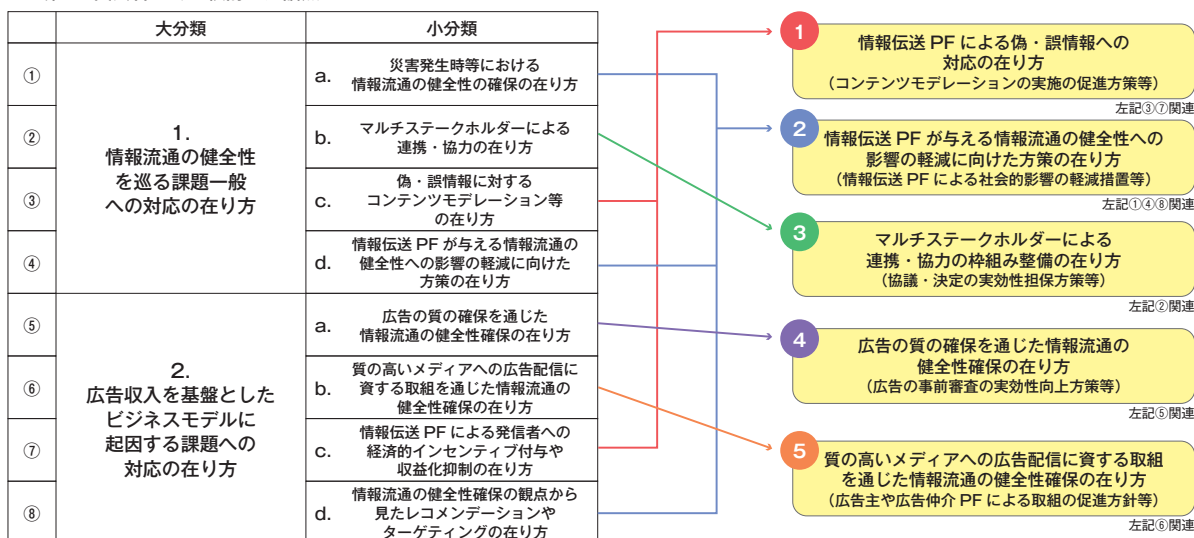 大分類
小分類
①
1.
情報流通の健全性
を巡る課題一般
への対応の在り方
a.
災害発生時等における
情報流通の健全性の確保の在り方
②
b.
マルチステークホルダーによる
連携・協力の在り方
③
c.
偽・誤情報に対する
コンテンツモデレーション等
の在り方
④
d.
情報伝送 PF が与える情報流通の
健全性への影響の軽減に向けた
方策の在り方
⑤
2.
広告収入を基盤とした
ビジネスモデルに
起因する課題への
対応の在り方
a.
広告の質の確保を通じた
情報流通の健全性確保の在り方
⑥
b.
質の高いメディアへの広告配信に
資する取組を通じた情報流通の
健全性確保の在り方
⑦
c.
情報伝送 PF による発信者への
経済的インセンティブ付与や
収益化抑制の在り方
⑧
d.
情報流通の健全性確保の観点から
見たレコメンデーションや
ターゲティングの在り方
1
情報伝送 PF による偽・誤情報への
対応の在り方
（コンテンツモデレーションの実施の促進方策等）
左記③⑦関連
2
情報伝送 PF が与える情報流通の健全性への
影響の軽減に向けた方策の在り方
（情報伝送 PF による社会的影響の軽減措置等）
左記①④⑧関連
3
マルチステークホルダーによる
連携・協力の枠組み整備の在り方
（協議・決定の実効性担保方策等）
左記②関連
4
広告の質の確保を通じた情報流通の
健全性確保の在り方
（広告の事前審査の実効性向上方策等）
左記⑤関連
5
質の高いメディアへの広告配信に資する取組
を通じた情報流通の健全性確保の在り方
（広告主や広告仲介 PF による取組の促進方針等）
左記⑥関連